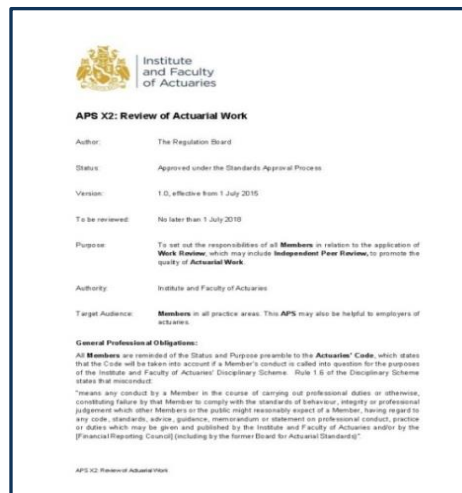 Institute
and Faculty
of Actuaries
APS X2: Review of Actuarial Work
Author: The Regulation Board
Status: Approved under the Standards Approval Process
Version: 1.0, effective from 1 July 2015
To be reviewed: No later than 1 July 2018
Purpose: To set out the responsibilities of all Members in relation to the application of
Work Review, which may include Independent Peer Review, to promote the
quality of Actuarial Work.
Authority: Institute and Faculty of Actuaries
Target Audience: Members in all practice areas. This APS may also be helpful to employers of
actuaries.
General Professional Obligations:
All Members are reminded of the Status and Purpose preamble to the Actuaries' Code, which states
that the Code will be taken into account if a Member's conduct is called into question for the purposes
of the Institute and Faculty of Actuaries' Disciplinary Scheme. Rule 1.6 of the Disciplinary Scheme
states that misconduct:
"means any conduct by a Member in the course of carrying out professional duties or otherwise,
constituting failure by that Member to comply with the standards of behaviour, integrity or professional
judgement which other Members or the public might reasonably expect of a Member, having regard to
any code, standards, advice, guidance, memorandum or statement on professional conduct, practice
or duties which may be given and published by the Institute and Faculty of Actuaries and/or by the
[Financial Reporting Council] (including by the former Board for Actuarial Standards)".
APS X2: Review of Actuarial Work